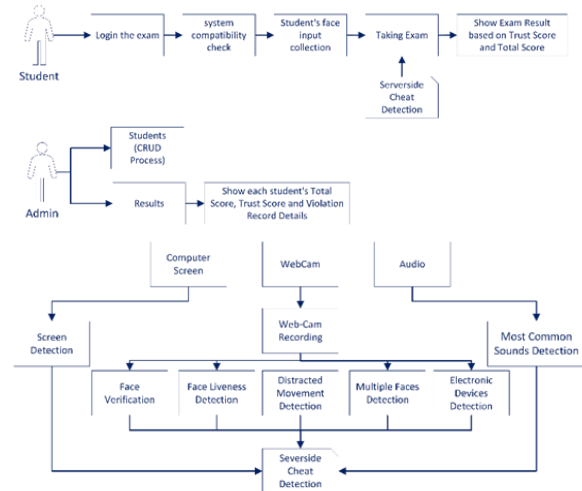 Student
Login the exam
system
compatibility
check
Student's face
input
collection
Taking Exam
Show Exam Result
based on Trust Score
and Total Score
Serverside
Cheat
Detection
Admin
Students
(CRUD
Process)
Results
Show each student's Total
Score, Trust Score and Violation
Record Details
Computer
Screen
WebCam
Audio
Screen
Detection
Web-Cam
Recording
Most Common
Sounds Detection
Face
Verification
Face Liveness
Detection
Distracted
Movement
Detection
Multiple Faces
Detection
Electronic
Devices
Detection
Severside
Cheat
Detection